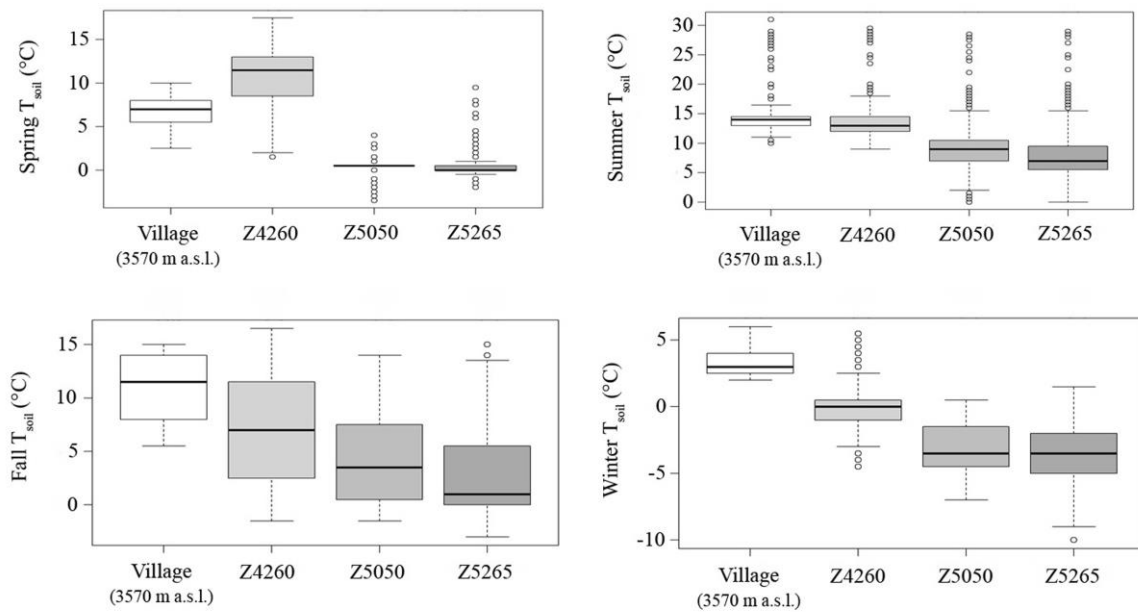 Spring T_soil (°C)
15
10
5
0
Village
(3570 m a.s.l.)
Z4260
Z5050
Z5265
Summer T_soil (°C)
30
25
20
15
10
5
0
Village
(3570 m a.s.l.)
Z4260
Z5050
Z5265
Fall T_soil (°C)
15
10
5
0
Village
(3570 m a.s.l.)
Z4260
Z5050
Z5265
Winter T_soil (°C)
5
0
-5
-10
Village
(3570 m a.s.l.)
Z4260
Z5050
Z5265